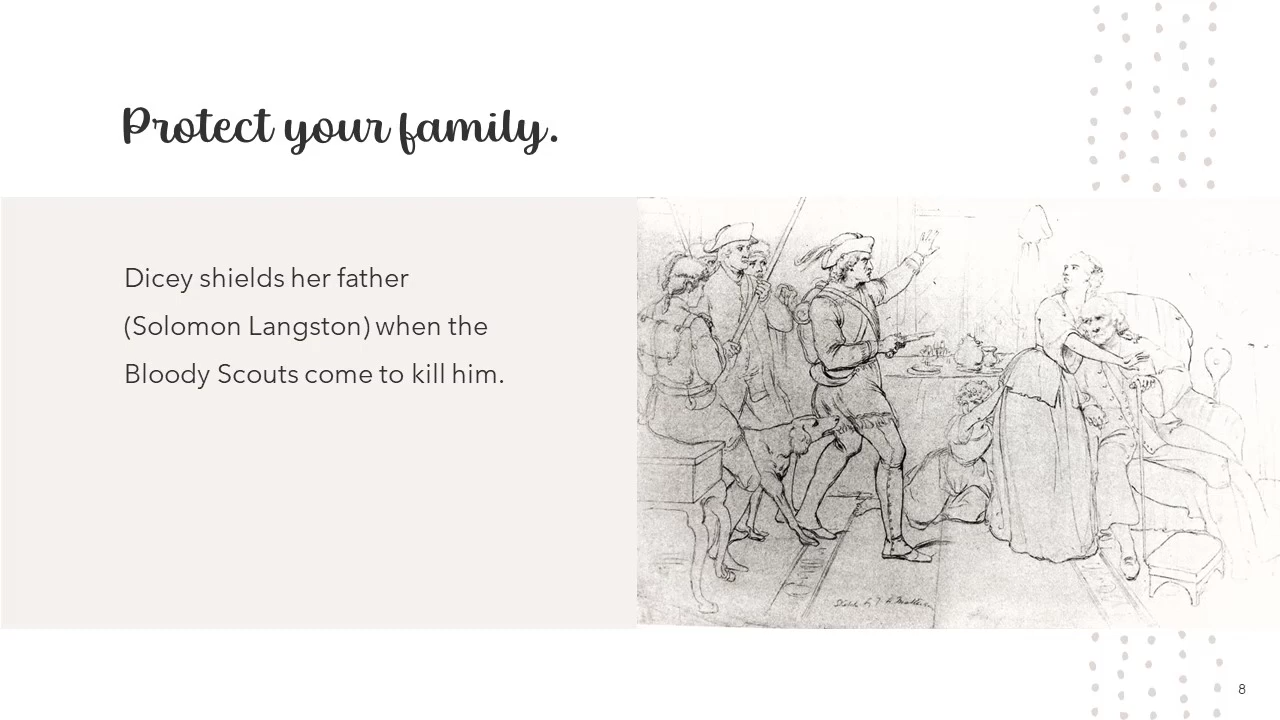 Protect your family.
Dicey shields her father
(Solomon Langston) when the
Bloody Scouts come to kill him.
8